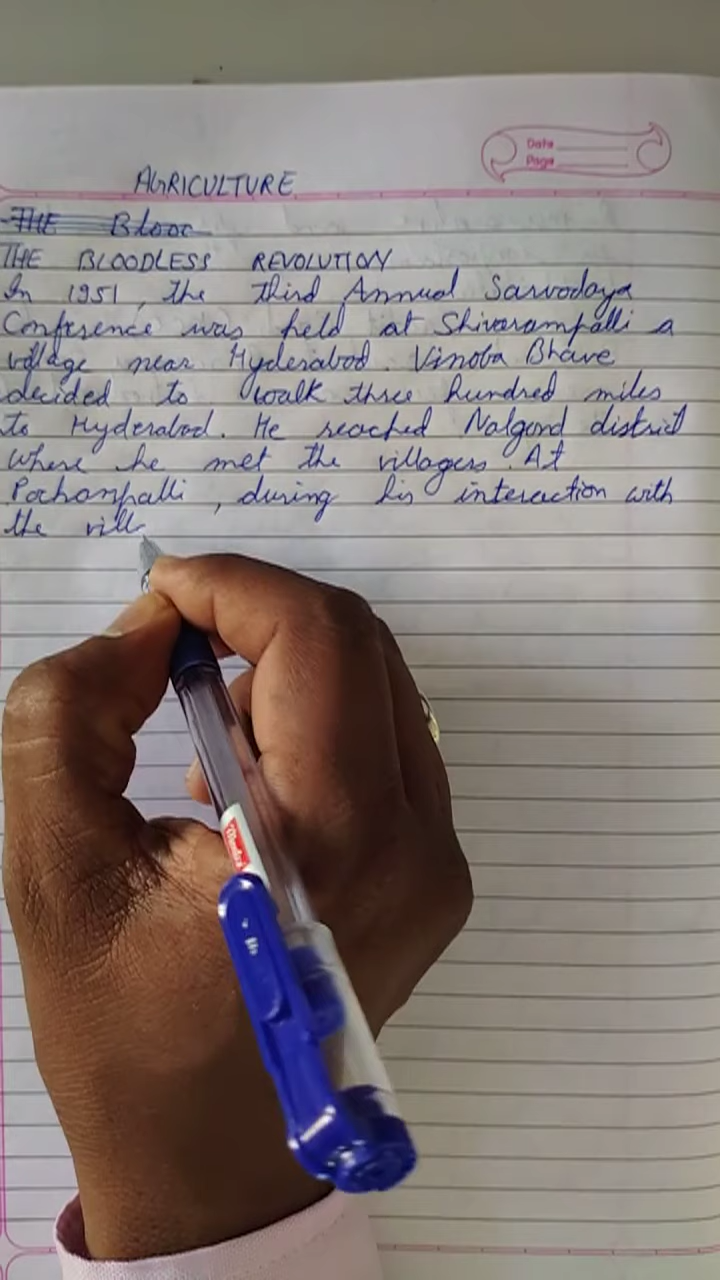 Date
Page
AGRICULTURE
THE Blooc
THE BLOODLESS REVOLUTION
In 1951, the third Annual Sarvodaya
Conference was held at Shivarampalli a
village near Hyderabad. Vinoba Bhave
decided to walk three hundred miles
to Hyderabad. He reached Nalgond district
where he met the villagers. At
Pochampalli, during his interaction with
the vill